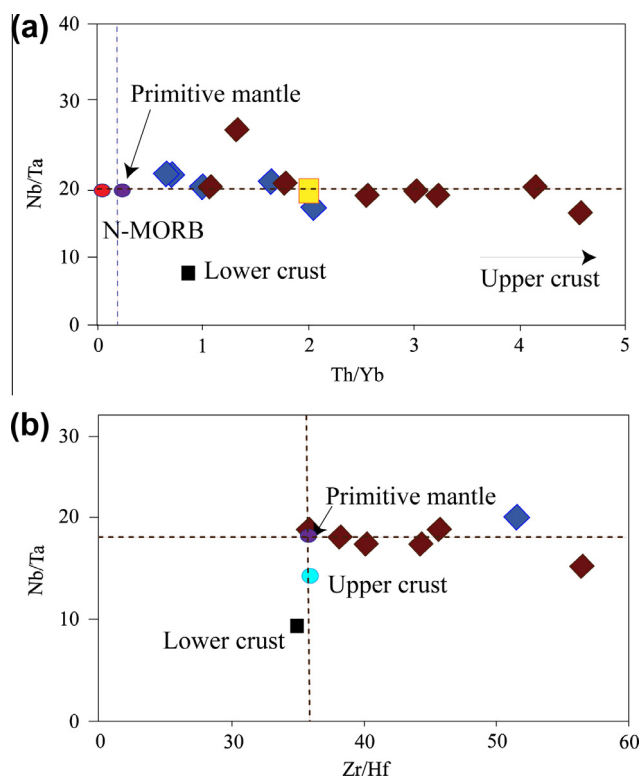 (a)
40
30
20
10
0
Nb/Ta
Primitive mantle
N-MORB
Lower crust
Upper crust
0 1 2 3 4 5
Th/Yb
(b)
30
20
10
0
Nb/Ta
Primitive mantle
Upper crust
Lower crust
0 30 40 50 60
Zr/Hf